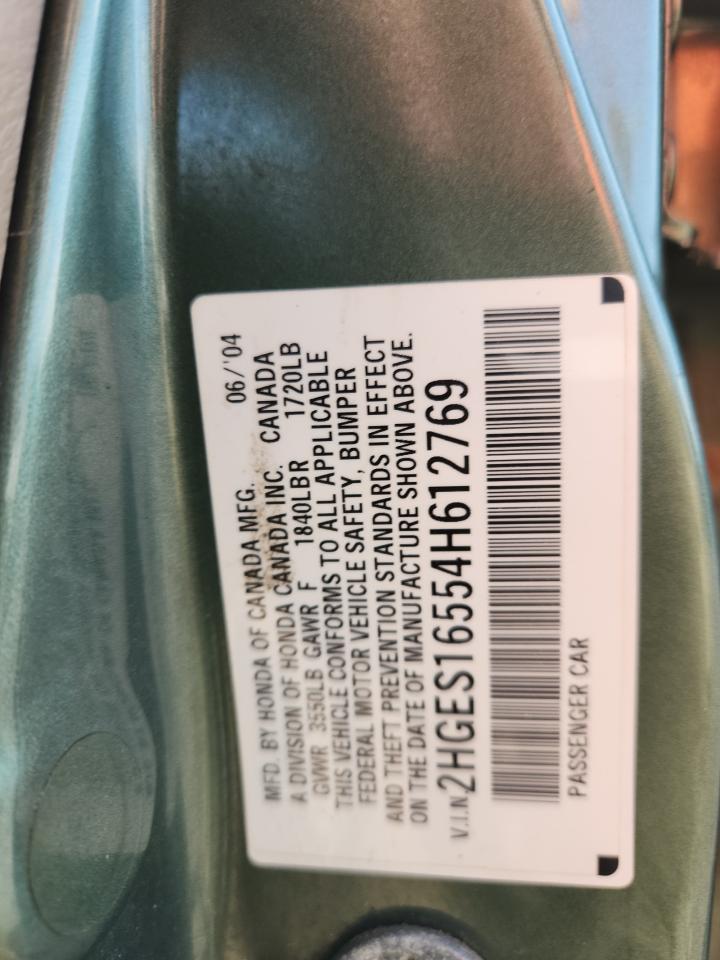 MFD. BY HONDA OF CANADA MFG. 06/'04
A DIVISION OF HONDA CANADA INC. CANADA
GVWR 3550LB GAWR F 1840LBR 1720LB
THIS VEHICLE CONFORMS TO ALL APPLICABLE
FEDERAL MOTOR VEHICLE SAFETY, BUMPER
AND THEFT PREVENTION STANDARDS IN EFFECT
ON THE DATE OF MANUFACTURE SHOWN ABOVE.
V.I.N. 2HGES16554H612769
PASSENGER CAR